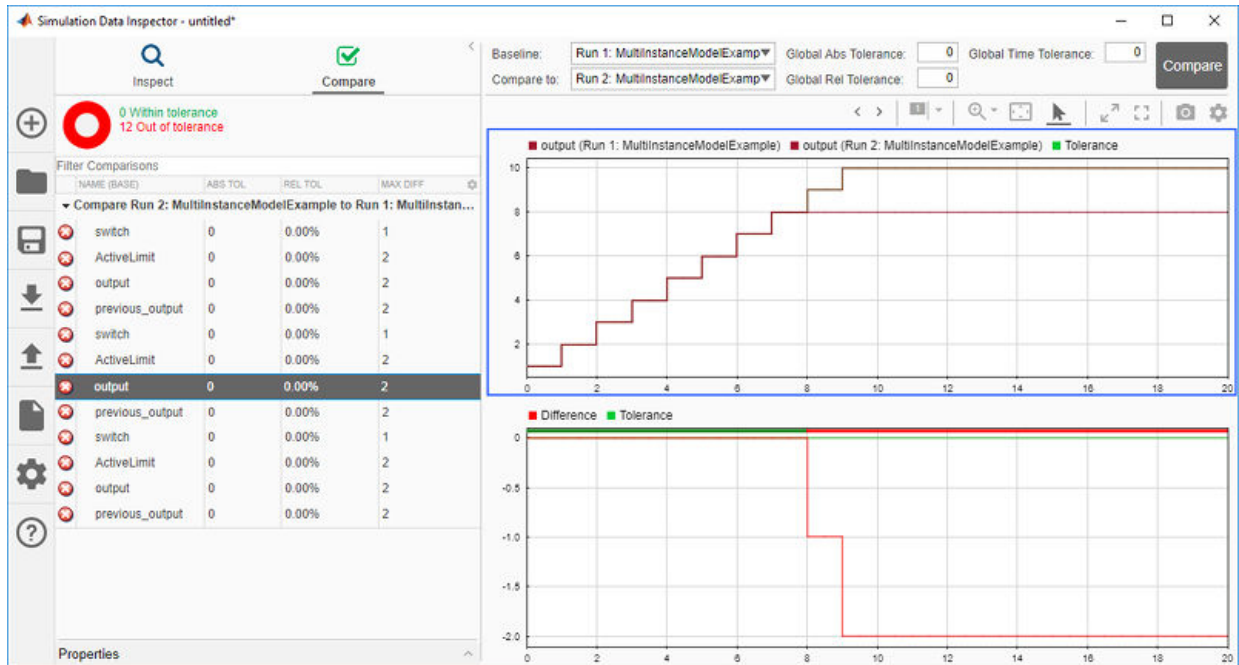 Simulation Data Inspector - untitled*
Inspect
Compare
0 Within tolerance
12 Out of tolerance
Filter Comparisons
NAME (BASE) ABS TOL REL TOL MAX DIFF
Compare Run 2: MultiInstanceModelExample to Run 1: MultiInstan...
switch 0 0.00% 1
ActiveLimit 0 0.00% 2
output 0 0.00% 2
previous_output 0 0.00% 2
switch 0 0.00% 1
ActiveLimit 0 0.00% 2
output 0 0.00% 2
previous_output 0 0.00% 2
switch 0 0.00% 1
ActiveLimit 0 0.00% 2
output 0 0.00% 2
previous_output 0 0.00% 2
Properties
Baseline: Run 1: MultiInstanceModelExamp Global Abs Tolerance: 0 Global Time Tolerance: 0
Compare to: Run 2: MultiInstanceModelExamp Global Rel Tolerance: 0
Compare
1
output (Run 1: MultiInstanceModelExample) output (Run 2: MultiInstanceModelExample) Tolerance
10
8
6
4
2
0 2 4 6 8 10 12 14 16 18 20
Difference Tolerance
0
-0.5
-1.0
-1.5
-2.0
0 2 4 6 8 10 12 14 16 18 20